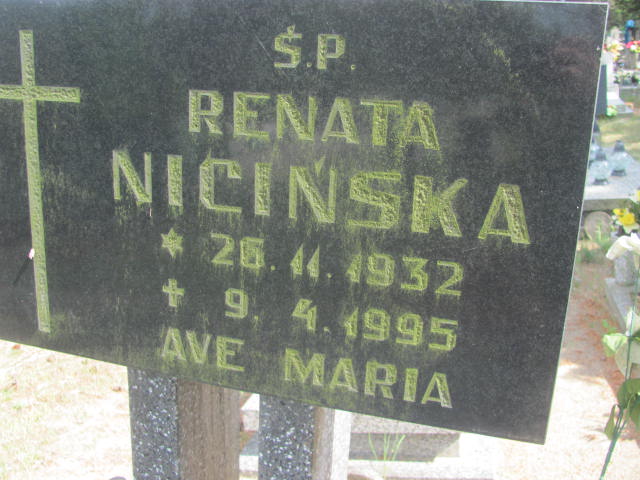 Ś.P.
RENATA
NICIŃSKA
* 26.11.1932
✝ 9.4.1995
AVE MARIA